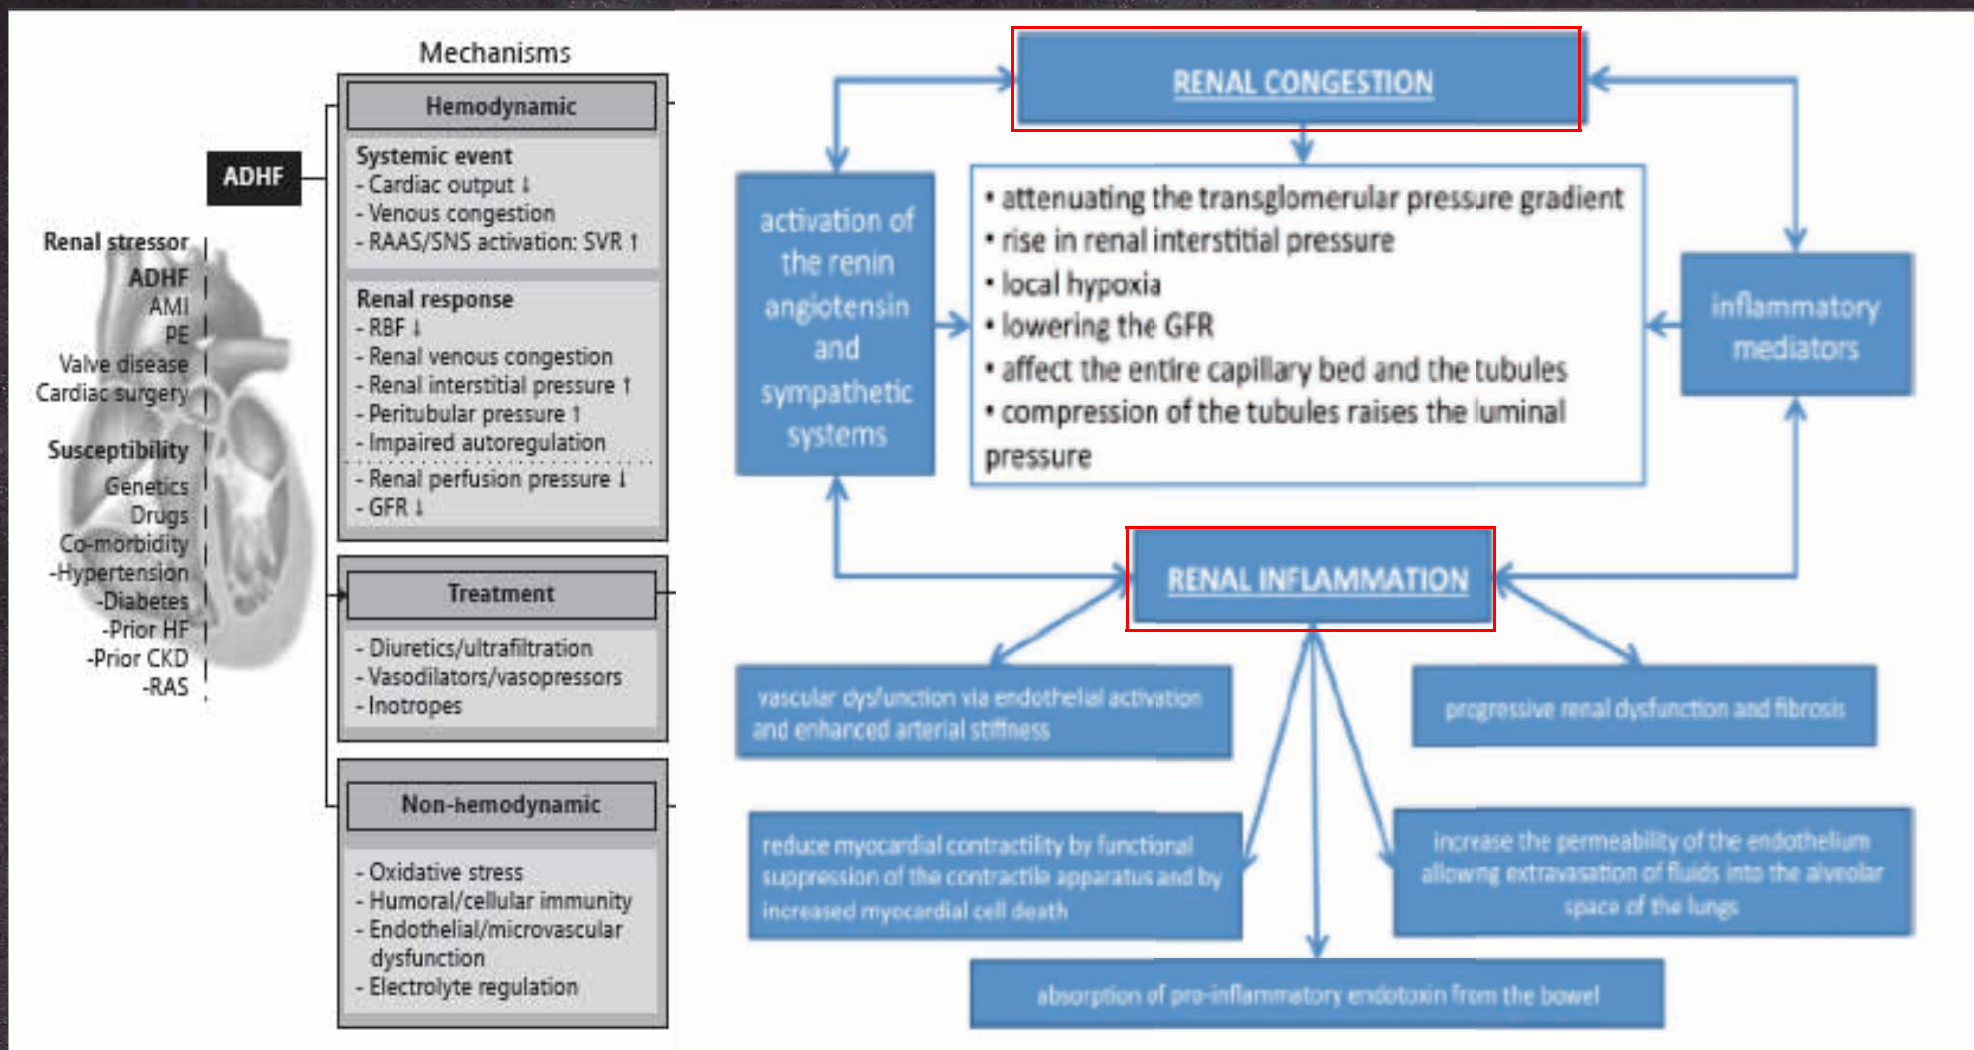 Mechanisms
Hemodynamic
Systemic event
- Cardiac output ↓
- Venous congestion
- RAAS/SNS activation: SVR ↑
Renal response
- RBF ↓
- Renal venous congestion
- Renal interstitial pressure ↑
- Peritubular pressure ↑
- Impaired autoregulation
- Renal perfusion pressure ↓
- GFR ↓
Treatment
- Diuretics/ultrafiltration
- Vasodilators/vasopressors
- Inotropes
Non-hemodynamic
- Oxidative stress
- Humoral/cellular immunity
- Endothelial/microvascular
dysfunction
- Electrolyte regulation
ADHF
Renal stressor
ADHF
AMI
PE
Valve disease
Cardiac surgery
Susceptibility
Genetics
Drugs
Co-morbidity
-Hypertension
-Diabetes
-Prior HF
-Prior CKD
-RAS
RENAL CONGESTION
activation of
the renin
angiotensin
and
sympathetic
systems
• attenuating the transglomerular pressure gradient
• rise in renal interstitial pressure
• local hypoxia
• lowering the GFR
• affect the entire capillary bed and the tubules
• compression of the tubules raises the luminal
pressure
inflammatory
mediators
RENAL INFLAMMATION
vascular dysfunction via endothelial activation
and enhanced arterial stiffness
progressive renal dysfunction and fibrosis
reduce myocardial contractility by functional
suppression of the contractile apparatus and by
increased myocardial cell death
increase the permeability of the endothelium
allowing extravasation of fluids into the alveolar
space of the lungs
absorption of pro-inflammatory endotoxin from the bowel